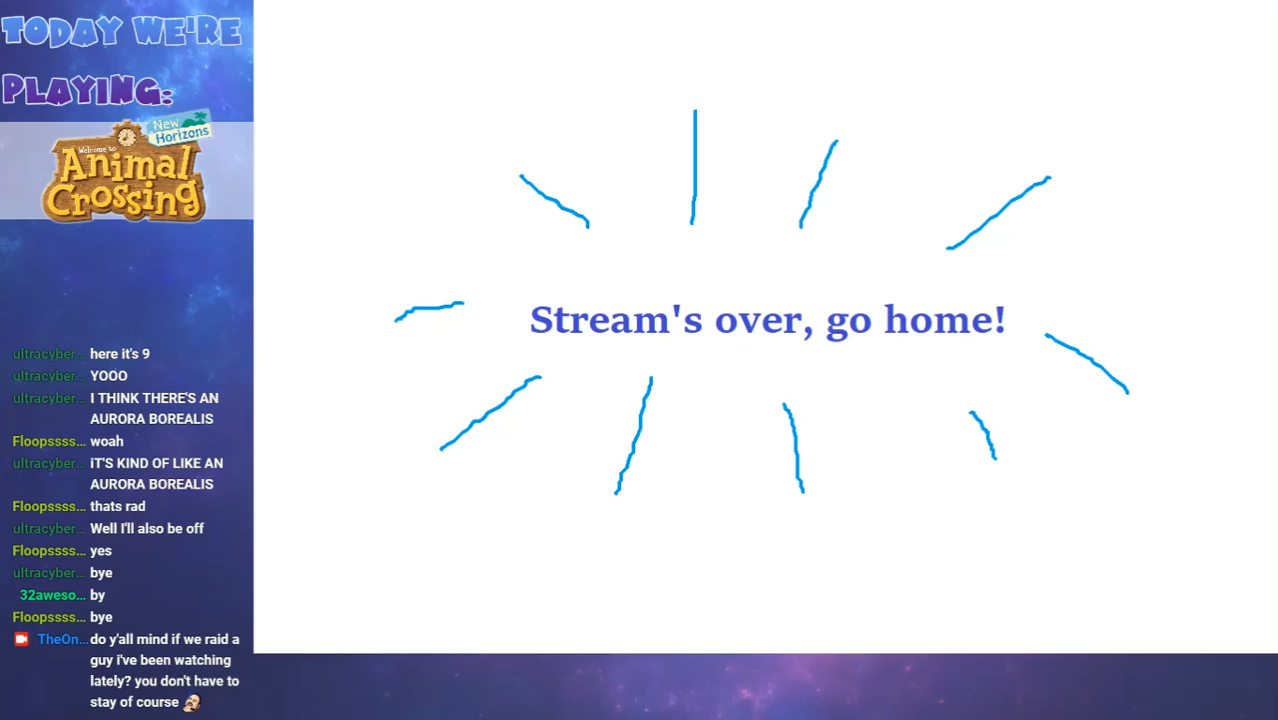 TODAY WE'RE
PLAYING:
New
Horizons
Welcome to
Animal
Crossing
Stream's over, go home!
ultracyber… here it's 9
ultracyber… YOOO
ultracyber… I THINK THERE'S AN
AURORA BOREALIS
Floopssss… woah
ultracyber… iT'S KIND OF LIKE AN
AURORA BOREALIS
Floopssss… thats rad
ultracyber… Well I'll also be off
Floopssss… yes
ultracyber… bye
32aweso… by
Floopssss… bye
TheOn… do y'all mind if we raid a
guy i've been watching
lately? you don't have to
stay of course